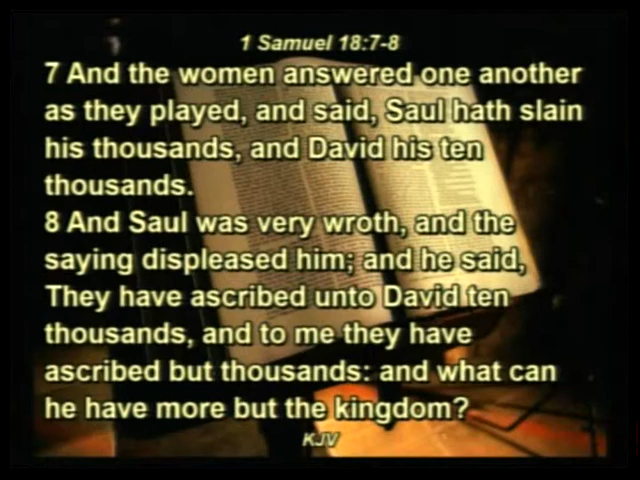 1 Samuel 18:7-8
7 And the women answered one another
as they played, and said, Saul hath slain
his thousands, and David his ten
thousands.
8 And Saul was very wroth, and the
saying displeased him; and he said,
They have ascribed unto David ten
thousands, and to me they have
ascribed but thousands: and what can
he have more but the kingdom?
KJV